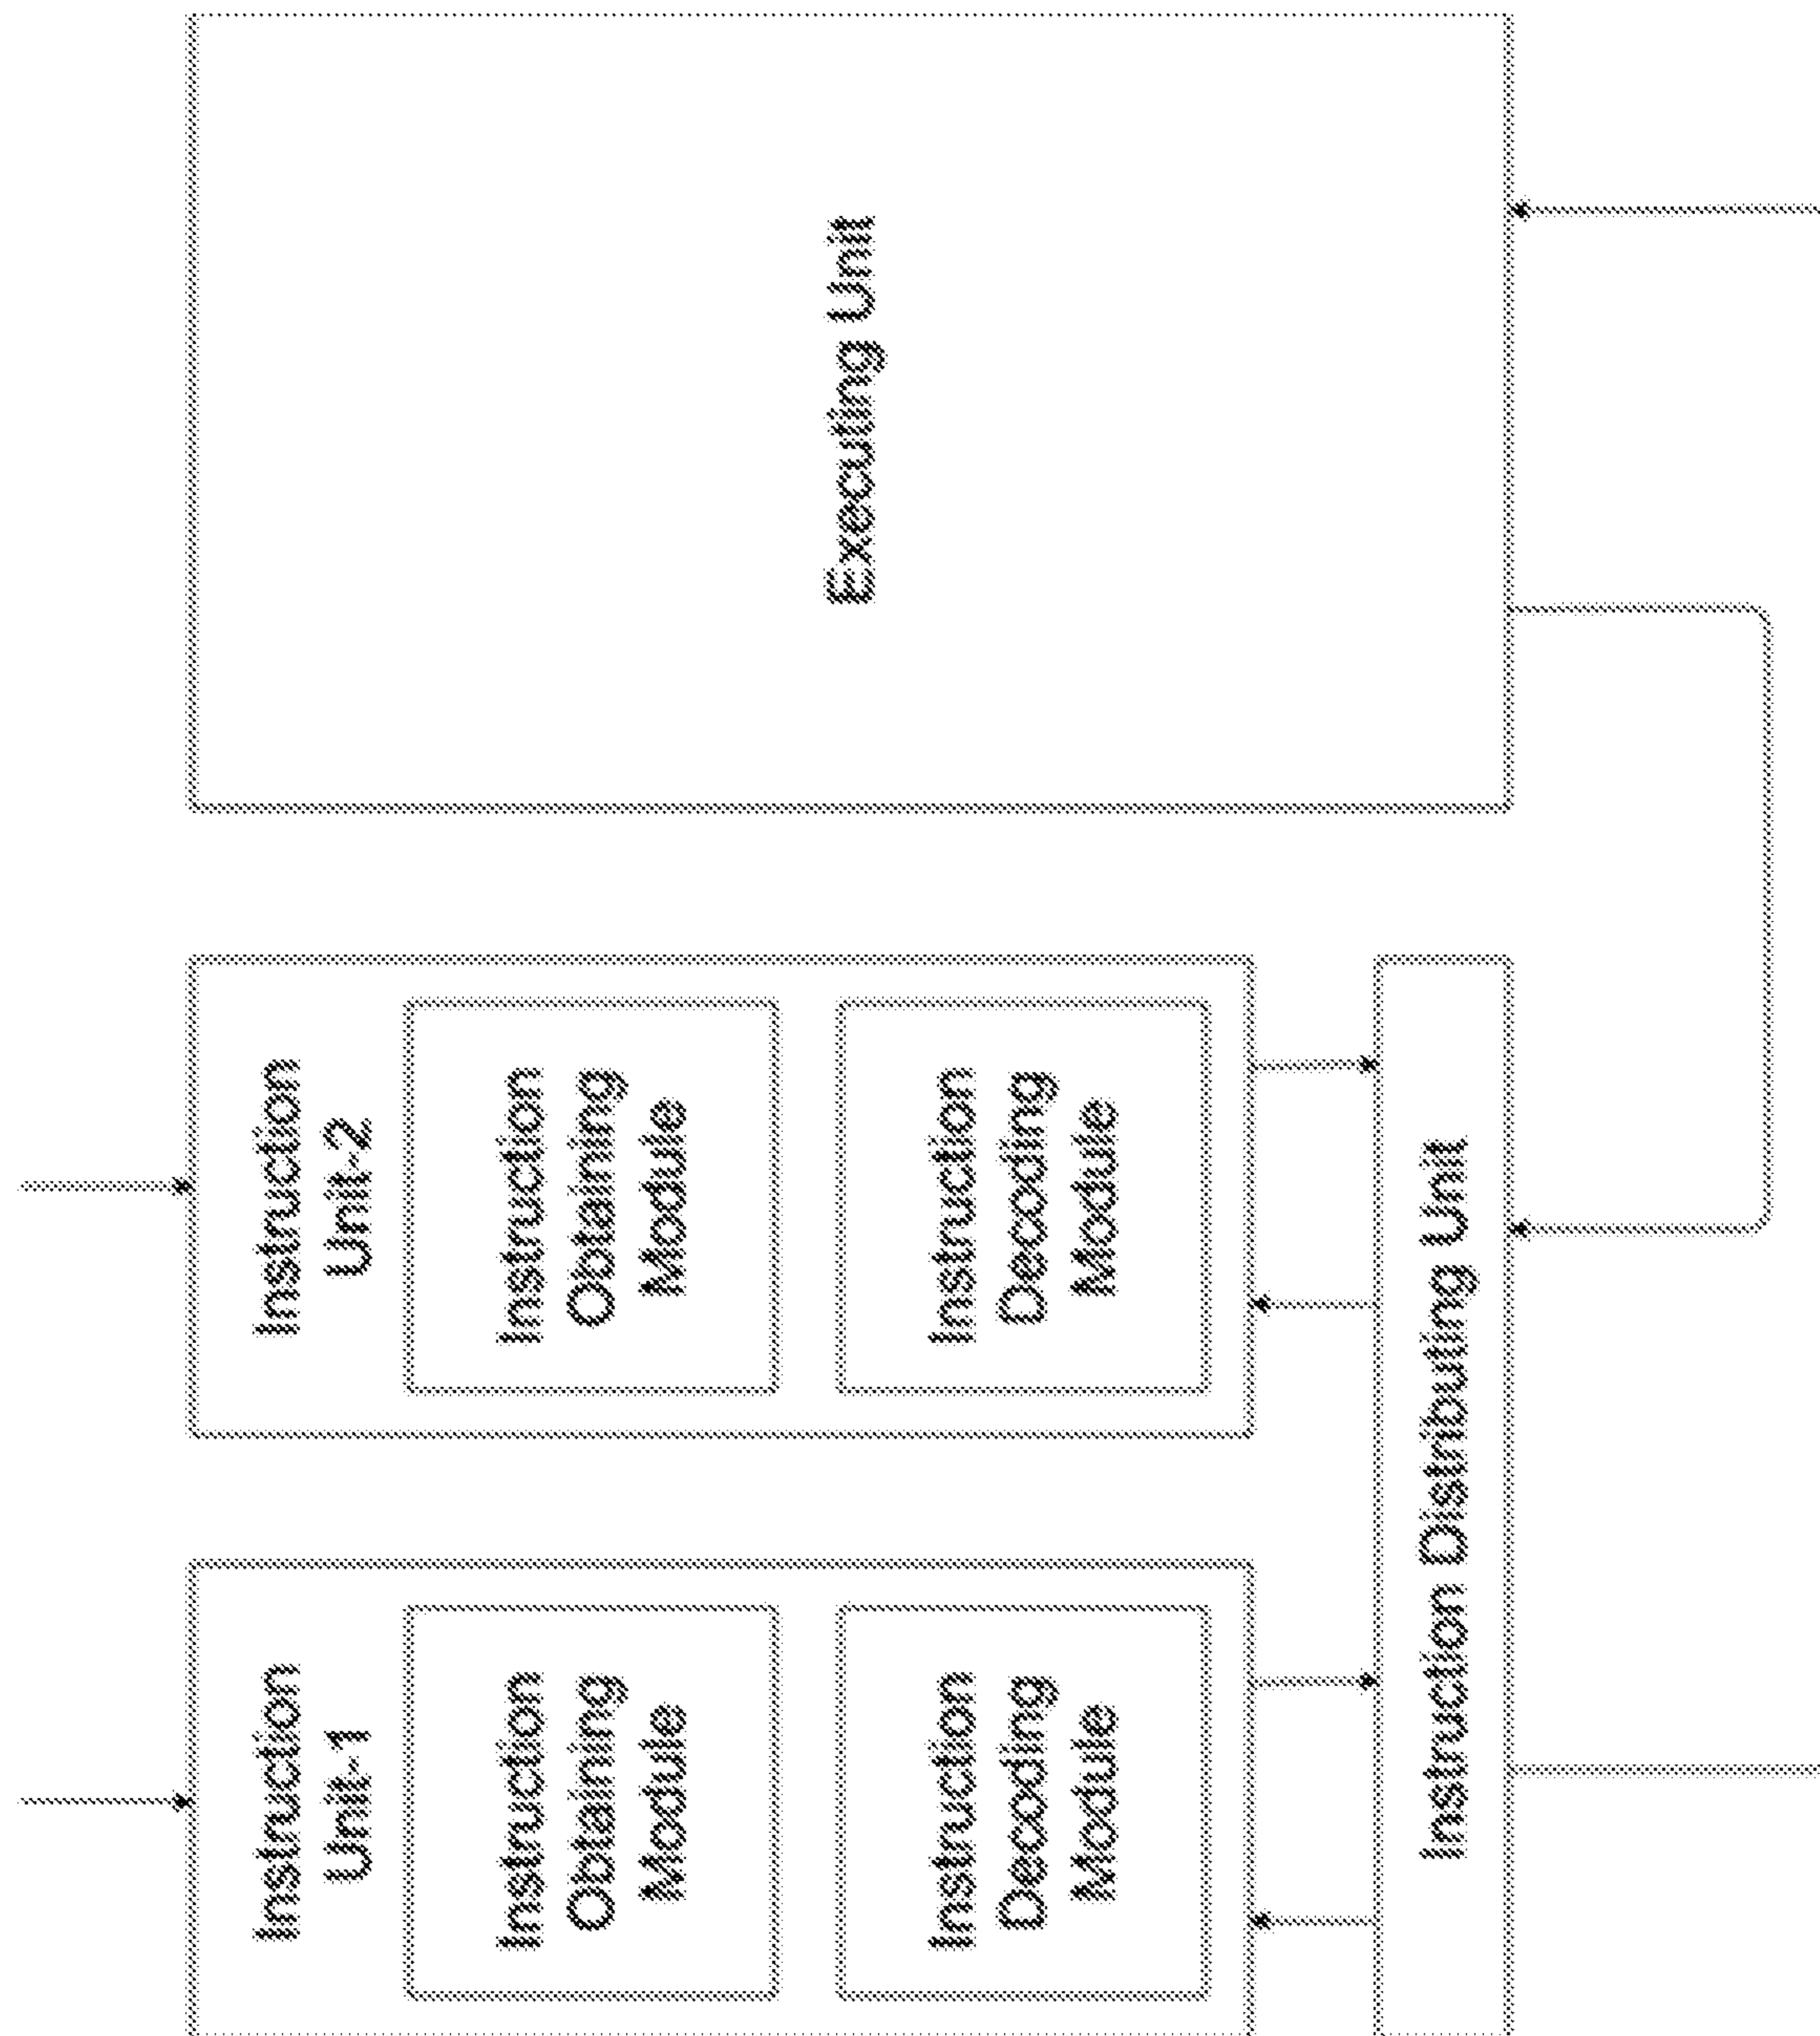 Instruction
Unit-1
Instruction
Obtaining
Module
Instruction
Decoding
Module
Instruction
Unit-2
Instruction
Obtaining
Module
Instruction
Decoding
Module
Instruction Distributing Unit
Executing Unit